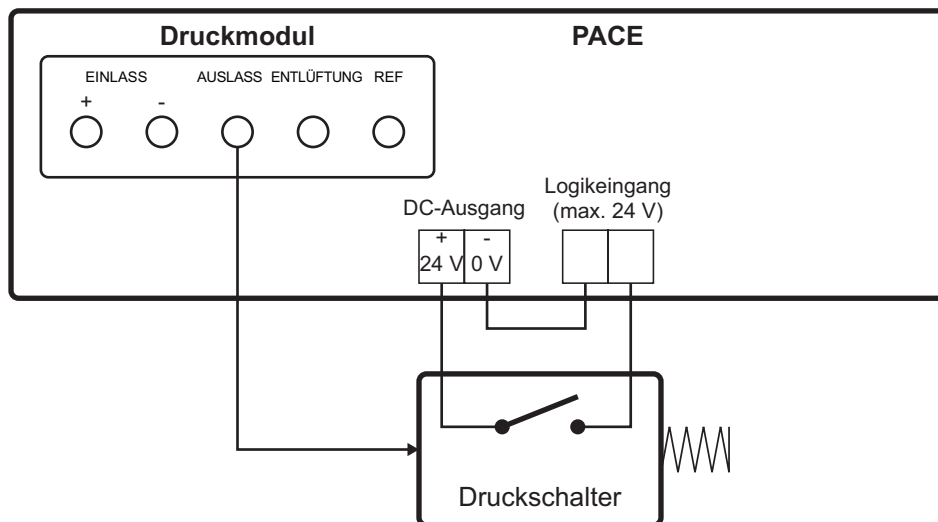 Druckmodul PACE
EINLASS AUSLASS ENTLÜFTUNG REF
+ -
DC-Ausgang
Logikeingang
(max. 24 V)
+ -
24 V 0 V
Druckschalter